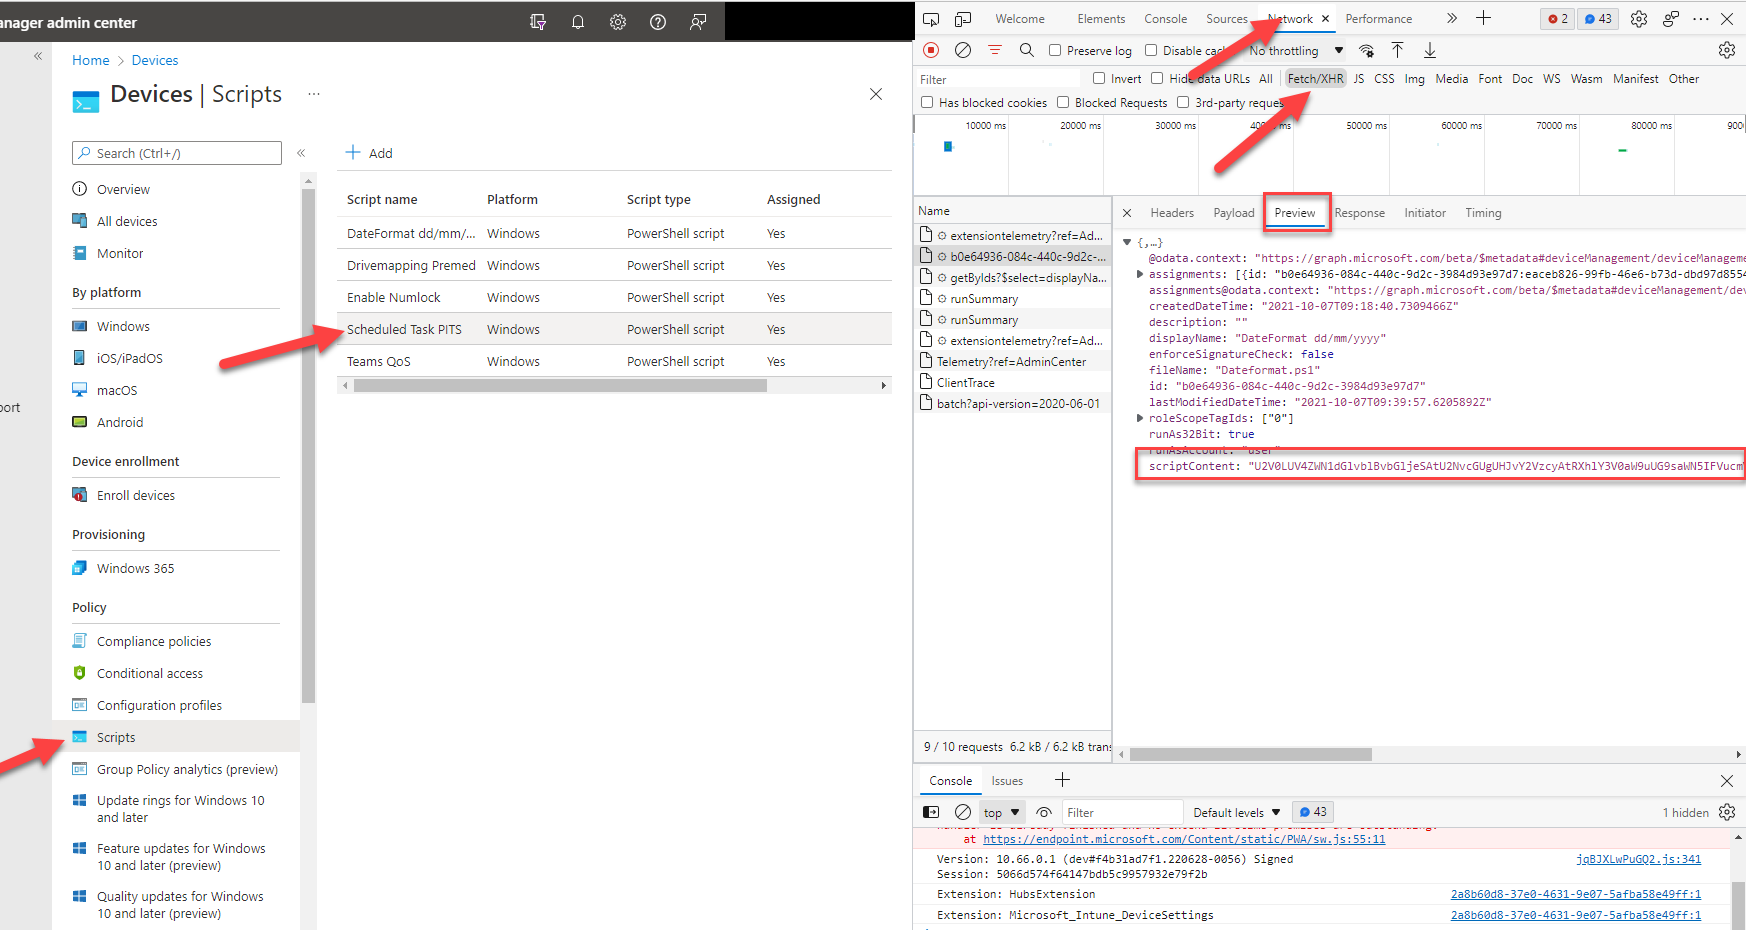 anager admin center
Home > Devices
Devices | Scripts ...
Search (Ctrl+/)
Overview
All devices
Monitor
By platform
Windows
iOS/iPadOS
macOS
Android
Device enrollment
Enroll devices
Provisioning
Windows 365
Policy
Compliance policies
Conditional access
Configuration profiles
Scripts
Group Policy analytics (preview)
Update rings for Windows 10
and later
Feature updates for Windows
10 and later (preview)
Quality updates for Windows
10 and later (preview)
port
Add
Script name Platform Script type Assigned
DateFormat dd/mm/... Windows PowerShell script Yes
Drivemapping Premed Windows PowerShell script Yes
Enable Numlock Windows PowerShell script Yes
Scheduled Task PITS Windows PowerShell script Yes
Teams QoS Windows PowerShell script Yes
Welcome Elements Console Sources Network Performance 2 43
Preserve log Disable cach No throttling
Filter Invert Hide data URLs All Fetch/XHR JS CSS Img Media Font Doc WS Wasm Manifest Other
Has blocked cookies Blocked Requests 3rd-party reques
10000 ms 20000 ms 30000 ms 40000 ms 50000 ms 60000 ms 70000 ms 80000 ms 900
Name
extensiontelemetry?ref=Ad...
b0e64936-084c-440c-9d2c-...
getByIds?$select=displayNa...
runSummary
runSummary
extensiontelemetry?ref=Ad...
Telemetry?ref=AdminCenter
ClientTrace
batch?api-version=2020-06-01
9 / 10 requests 6.2 kB / 6.2 kB trans
Headers Payload Preview Response Initiator Timing
{,…}
@odata.context: "https://graph.microsoft.com/beta/$metadata#deviceManagement/deviceManageme
assignments: [{id: "b0e64936-084c-440c-9d2c-3984d93e97d7:eaceb826-99fb-46e6-b73d-dbd97d8554
assignments@odata.context: "https://graph.microsoft.com/beta/$metadata#deviceManagement/dev
createdDateTime: "2021-10-07T09:18:40.7309466Z"
description: ""
displayName: "DateFormat dd/mm/yyyy"
enforceSignatureCheck: false
fileName: "Dateformat.ps1"
id: "b0e64936-084c-440c-9d2c-3984d93e97d7"
lastModifiedDateTime: "2021-10-07T09:39:57.6205892Z"
roleScopeTagIds: ["0"]
runAs32Bit: true
runAsAccount: "user"
scriptContent: "U2V0LUV4ZWN1dGlvblBvbGljeSAtU2NvcGUgUHJvY2VzcyAtRXhlY3V0aW9uUG9saWN5IFVucm
Console Issues
top Filter Default levels 43 1 hidden
at https://endpoint.microsoft.com/Content/static/PWA/sw.js:55:11
Version: 10.66.0.1 (dev#f4b31ad7f1.220628-0056) Signed jqBJXLwPuGQ2.js:341
Session: 5066d574f64147bdb5c9957932e79f2b
Extension: HubsExtension 2a8b60d8-37e0-4631-9e07-5afba58e49ff:1
Extension: Microsoft_Intune_DeviceSettings 2a8b60d8-37e0-4631-9e07-5afba58e49ff:1